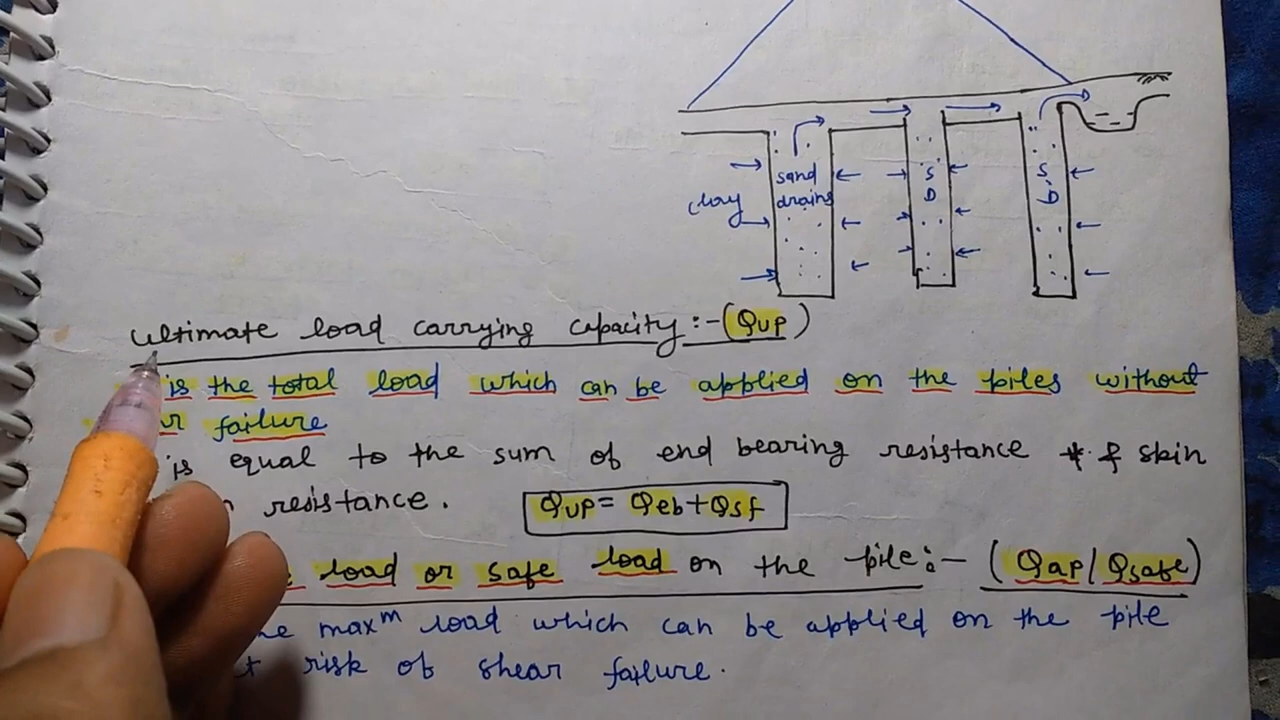 clay
sand
drains
S
D
S.D
Ultimate load carrying capacity :- (Qup)
is the total load which can be applied on the piles without
failure
is equal to the sum of end bearing resistance & skin
resistance.
Qup = Qeb + Qsf
load or safe load on the pile :- (Qap/Qsafe)
max^m load which can be applied on the pile
risk of shear failure.